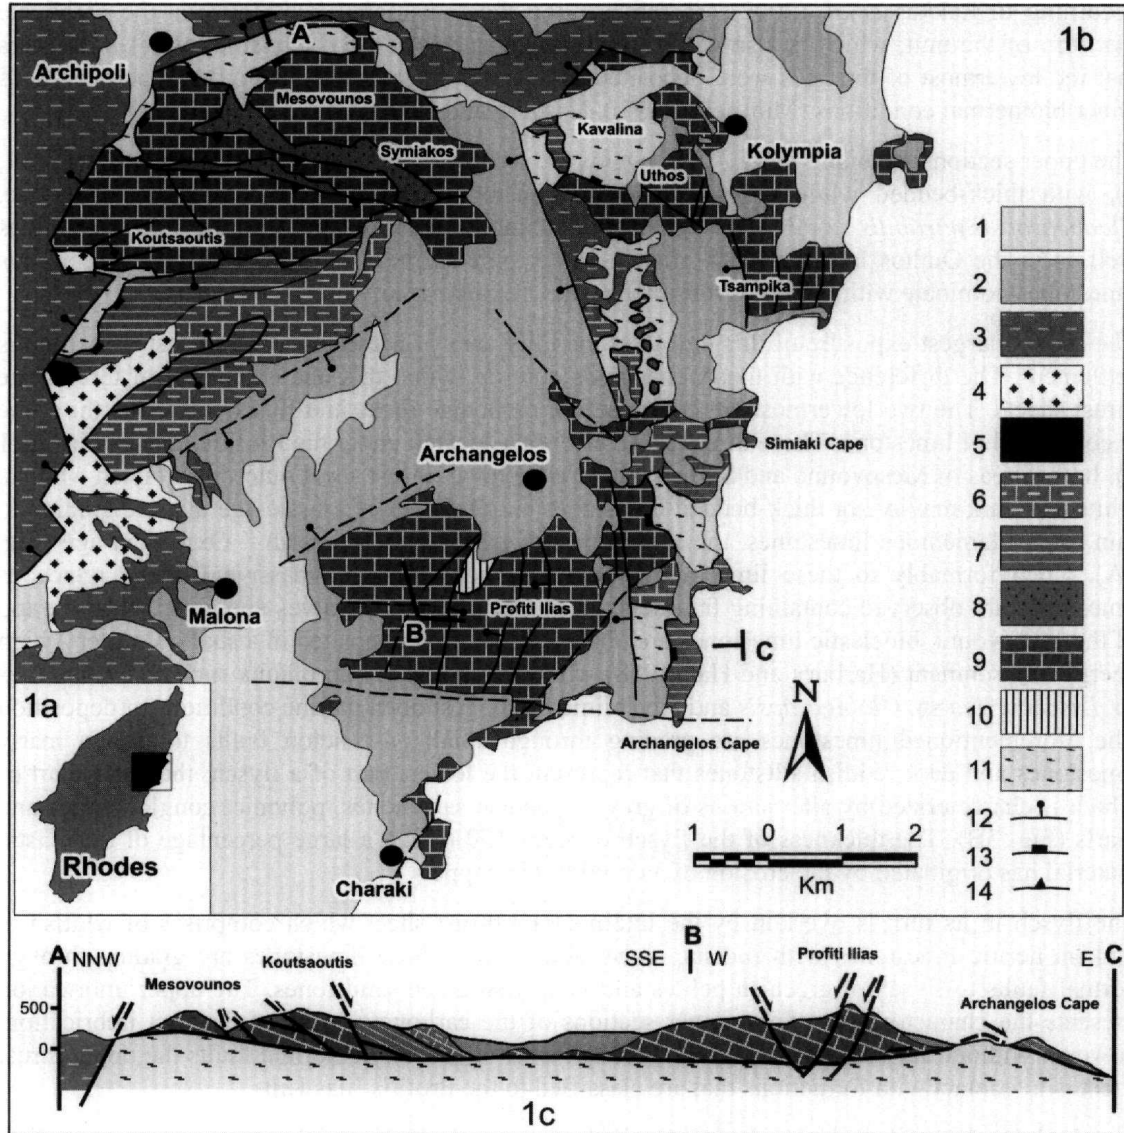 1b
A
Archipoli
Mesovounos
Kavalina
Kolympia
Symiakos
Uthos
Koutsaoutis
Tsampika
Simiaki Cape
Archangelos
Malona
Profiti Ilias
B
C
Archangelos Cape
N
1 0 1 2
Km
Charaki
1a
Rhodes
1
2
3
4
5
6
7
8
9
10
11
12
13
14
A NNW Mesovounos Koutsaoutis SSE B W Profiti Ilias E C
Archangelos Cape
500
0
1c